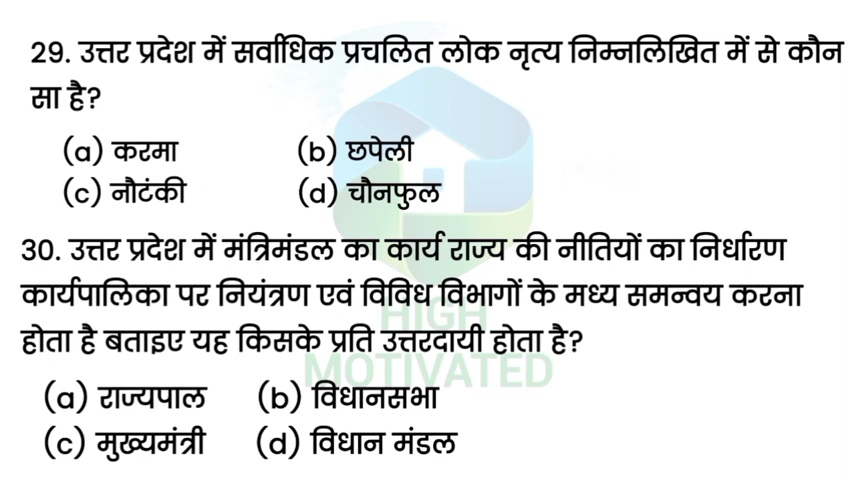 29. उत्तर प्रदेश में सर्वाधिक प्रचलित लोक नृत्य निम्नलिखित में से कौन
सा है?
(a) करमा (b) छपेली
(c) नौटंकी (d) चौनफुल
30. उत्तर प्रदेश में मंत्रिमंडल का कार्य राज्य की नीतियों का निर्धारण
कार्यपालिका पर नियंत्रण एवं विविध विभागों के मध्य समन्वय करना
HIGH
होता है बताइए यह किसके प्रति उत्तरदायी होता है?
MOTIVATED
(a) राज्यपाल (b) विधानसभा
(c) मुख्यमंत्री (d) विधान मंडल